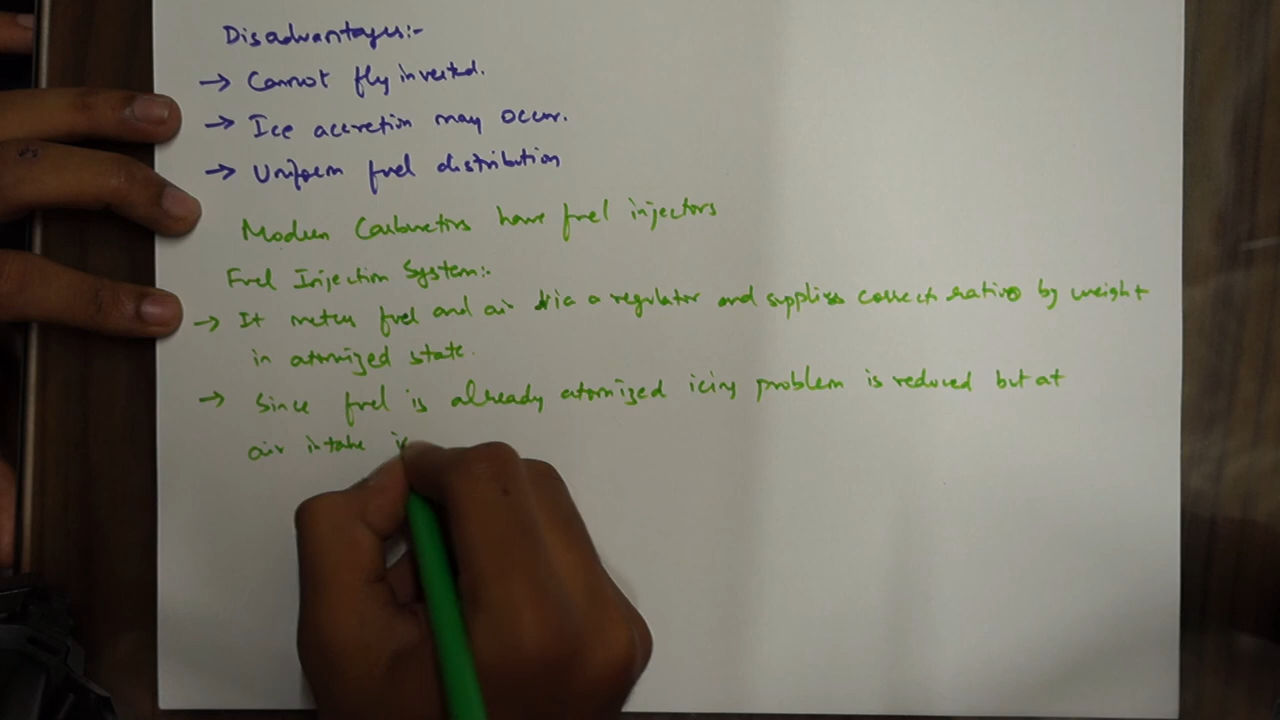 Disadvantages:-
→ Cannot fly inverted.
→ Ice accretion may occur.
→ Uniform fuel distribution
Modern Carburetors have fuel injectors
Fuel Injection System:-
→ It meters fuel and air via a regulator and supplies correct ratio by weight
in atomized state.
→ Since fuel is already atomized icing problem is reduced but at
air intake